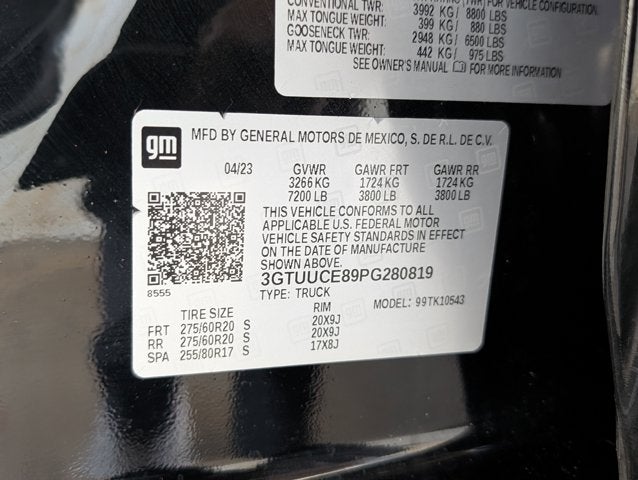 CONVENTIONAL TWR: 3992 KG/ 8800 LBS
MAX TONGUE WEIGHT: 399 KG/ 880 LBS
GOOSENECK TWR: 2948 KG/ 6500 LBS
MAX TONGUE WEIGHT: 442 KG/ 975 LBS
SEE OWNER'S MANUAL FOR MORE INFORMATION
gm
MFD BY GENERAL MOTORS DE MEXICO, S. DE R.L. DE C.V.
04/23 GVWR GAWR FRT GAWR RR
3266 KG 1724 KG 1724 KG
7200 LB 3800 LB 3800 LB
THIS VEHICLE CONFORMS TO ALL
APPLICABLE U.S. FEDERAL MOTOR
VEHICLE SAFETY STANDARDS IN EFFECT
ON THE DATE OF MANUFACTURE
SHOWN ABOVE.
8555
3GTUUCE89PG280819
TYPE: TRUCK MODEL: 99TK10543
TIRE SIZE RIM
FRT 275/60R20 S 20X9J
RR 275/60R20 S 20X9J
SPA 255/80R17 S 17X8J